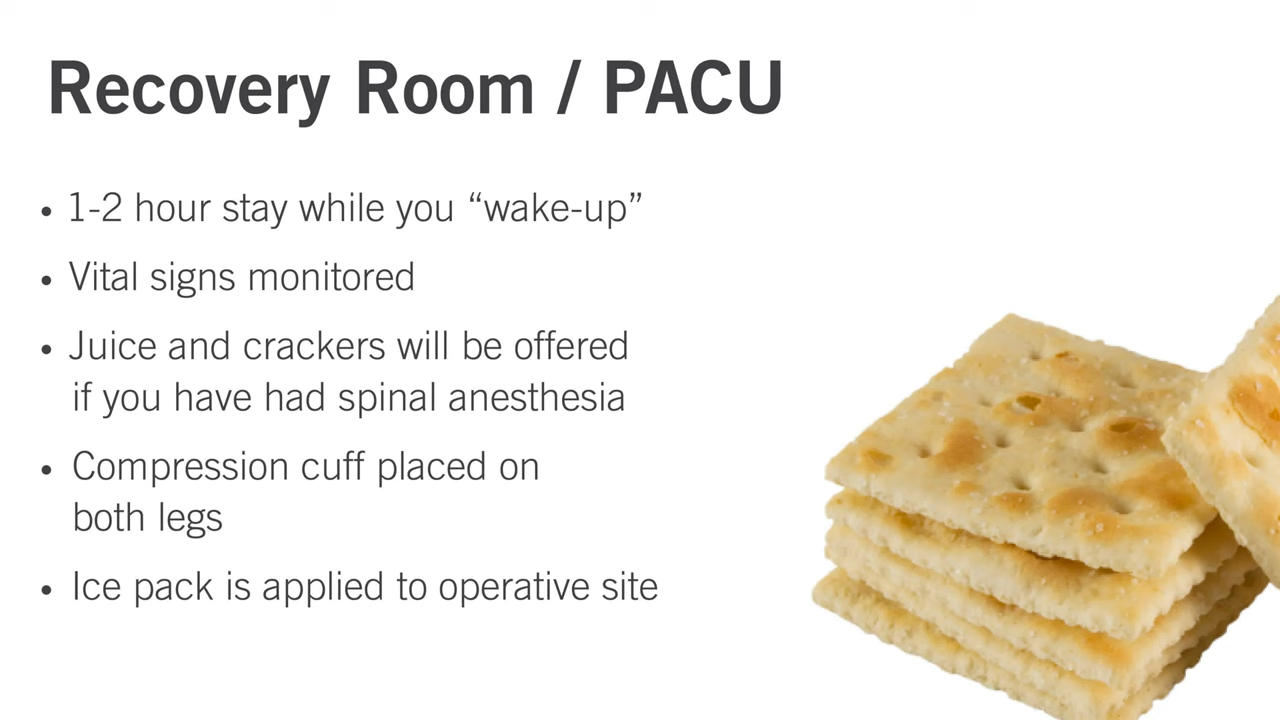 Recovery Room / PACU
• 1-2 hour stay while you “wake-up”
• Vital signs monitored
• Juice and crackers will be offered
if you have had spinal anesthesia
• Compression cuff placed on
both legs
• Ice pack is applied to operative site